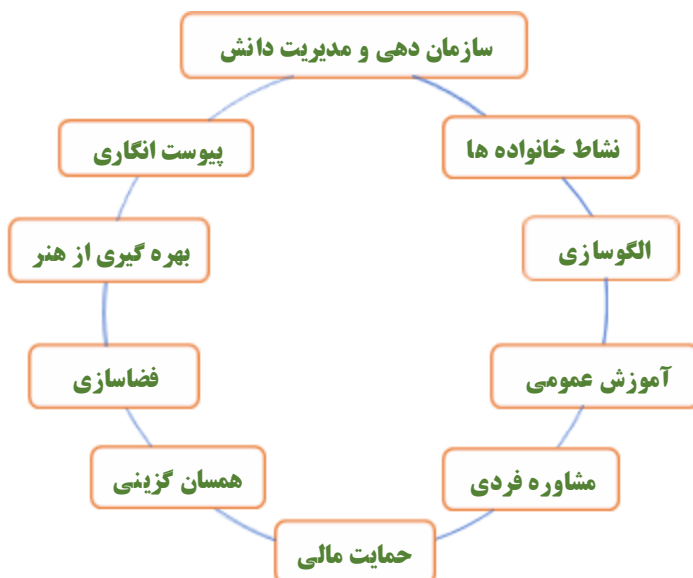 سازمان دهی و مدیریت دانش
نشاط خانواده ها
الگوسازی
آموزش عمومی
مشاوره فردی
حمایت مالی
همسان گزینی
فضاسازی
بهره گیری از هنر
پیوست انگاری